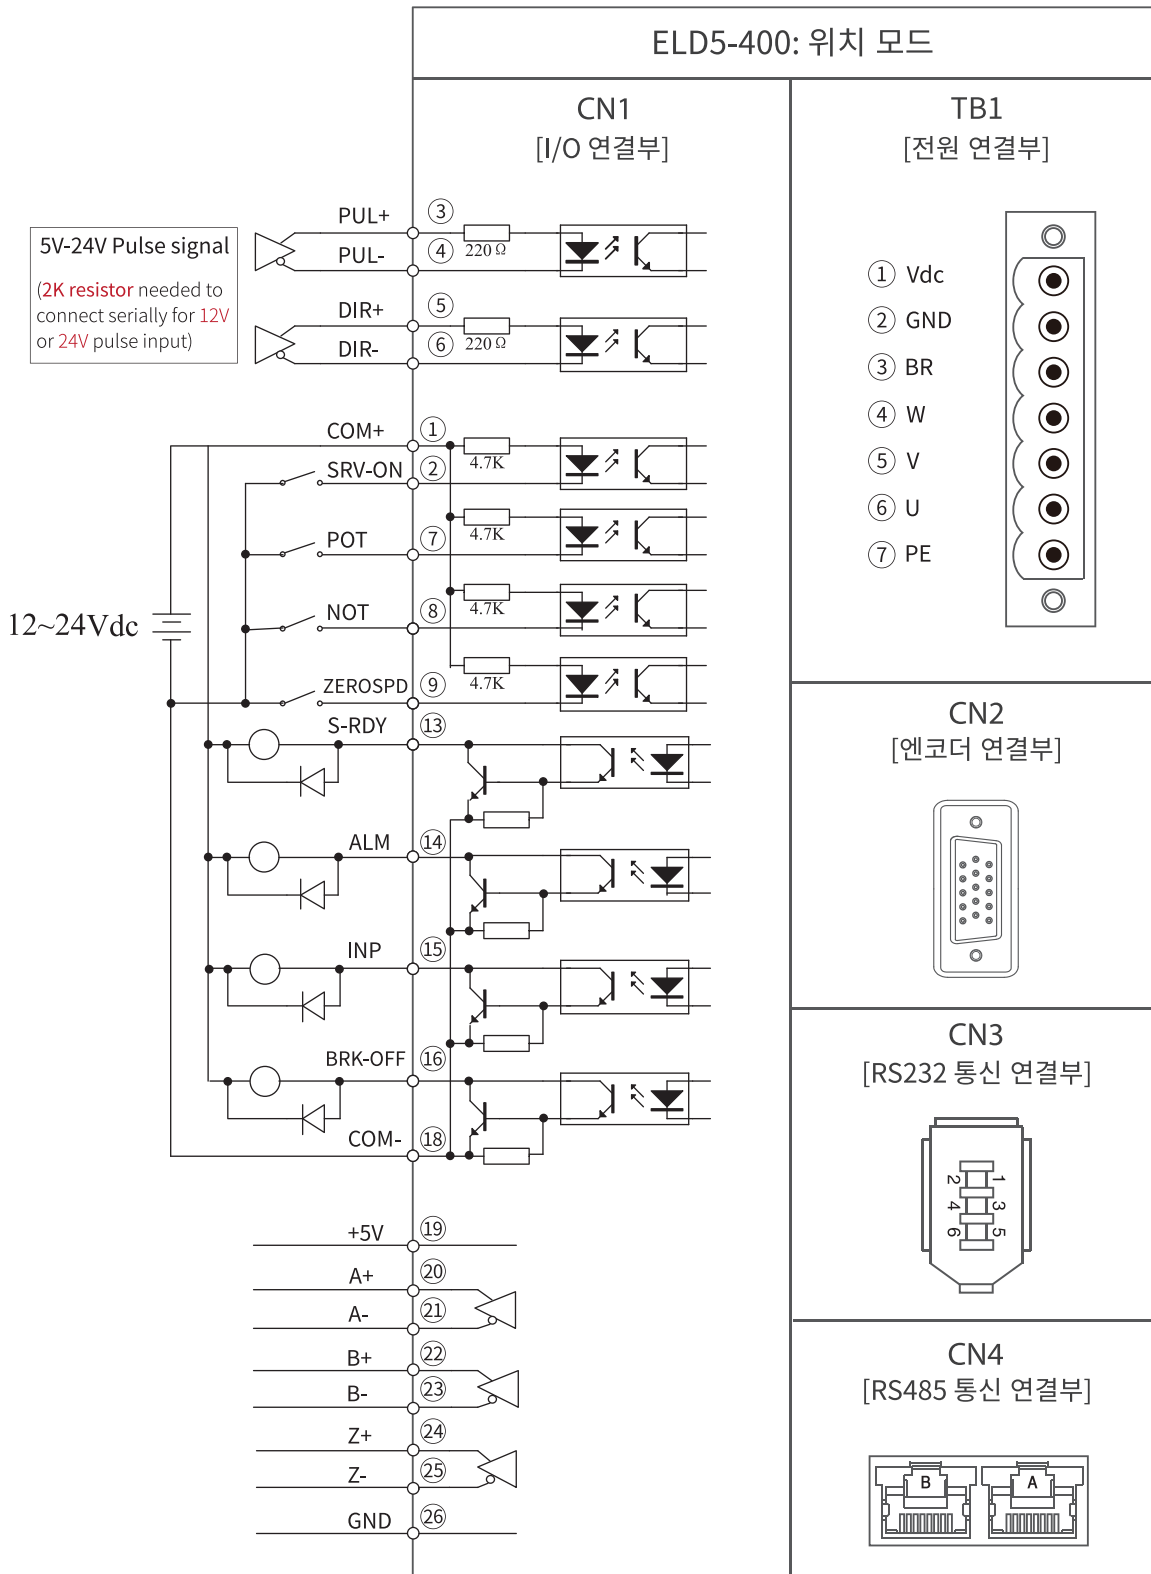 ELD5-400: 위치 모드
CN1
[I/O 연결부]
5V-24V Pulse signal
(2K resistor needed to
connect serially for 12V
or 24V pulse input)
PUL+ ③
220 Ω
PUL- ④
DIR+ ⑤
220 Ω
DIR- ⑥
COM+ ①
4.7K
SRV-ON ②
4.7K
POT ⑦
4.7K
NOT ⑧
4.7K
ZEROSPD ⑨
12~24Vdc
S-RDY ⑬
ALM ⑭
INP ⑮
BRK-OFF ⑯
COM- ⑱
+5V ⑲
A+ ⑳
A- ㉑
B+ ㉒
B- ㉓
Z+ ㉔
Z- ㉕
GND ㉖
TB1
[전원 연결부]
① Vdc
② GND
③ BR
④ W
⑤ V
⑥ U
⑦ PE
CN2
[엔코더 연결부]
CN3
[RS232 통신 연결부]
2 1
4 3
6 5
CN4
[RS485 통신 연결부]
B A